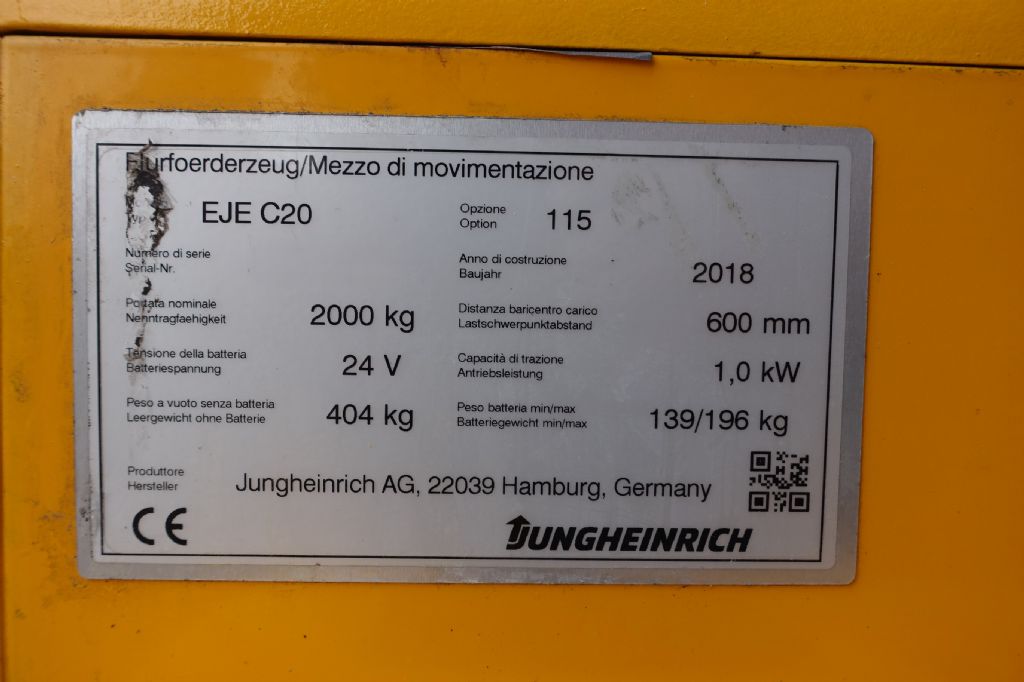 Flurfoerderzeug/Mezzo di movimentazione
EJE C20
Opzione
Option
115
Numero di serie
Serial-Nr.
Anno di costruzione
Baujahr
2018
Portata nominale
Nenntragfaehigkeit
2000 kg
Distanza baricentro carico
Lastschwerpunktabstand
600 mm
Tensione della batteria
Batteriespannung
24 V
Capacità di trazione
Antriebsleistung
1,0 kW
Peso a vuoto senza batteria
Leergewicht ohne Batterie
404 kg
Peso batteria min/max
Batteriegewicht min/max
139/196 kg
Produttore
Hersteller
Jungheinrich AG, 22039 Hamburg, Germany
CE
JUNGHEINRICH